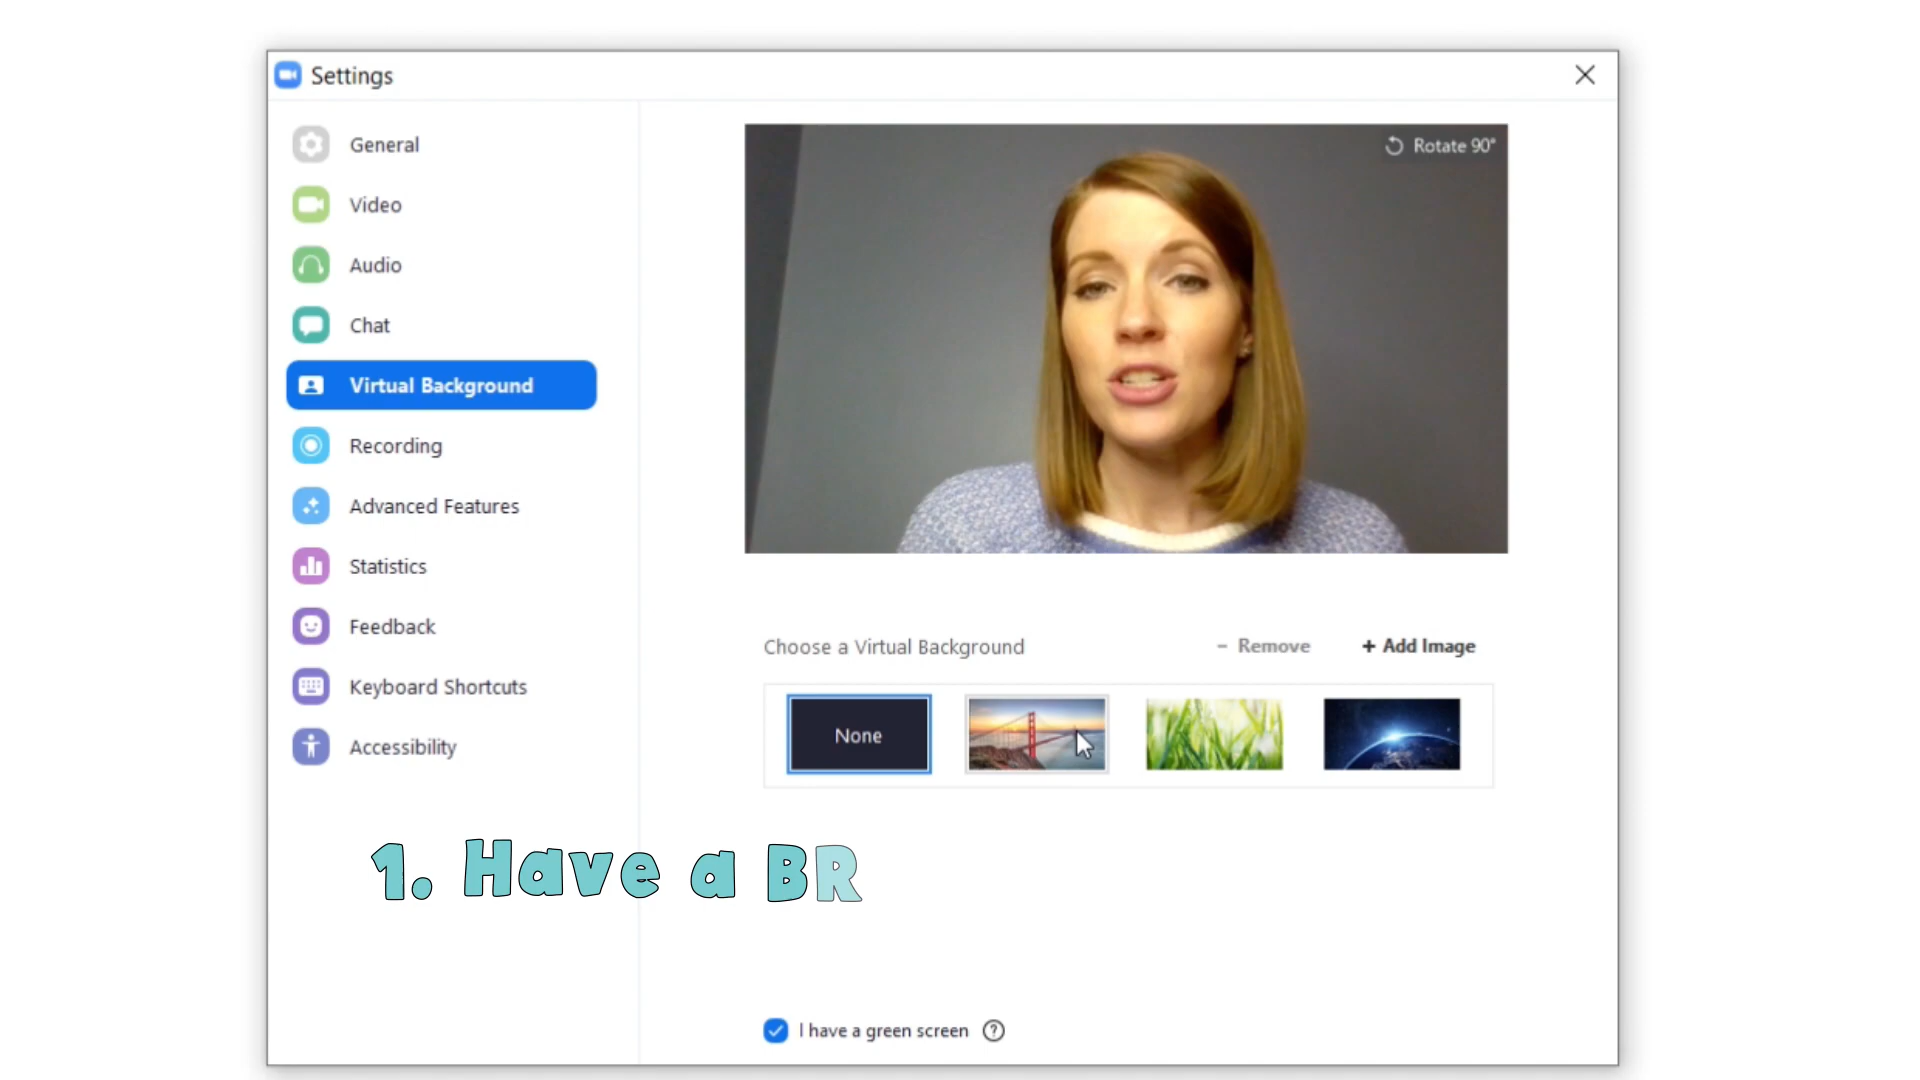 Settings
General
Video
Audio
Chat
Virtual Background
Recording
Advanced Features
Statistics
Feedback
Keyboard Shortcuts
Accessibility
Rotate 90°
Choose a Virtual Background
− Remove
+ Add Image
None
1. Have a BR
I have a green screen ?